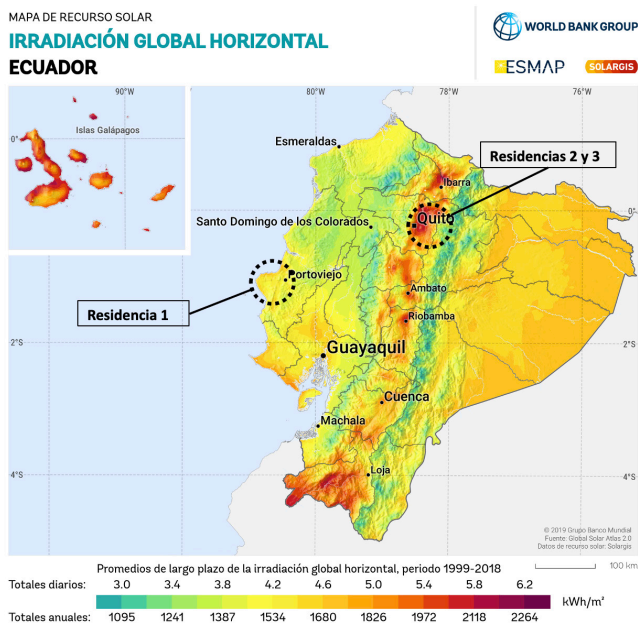 MAPA DE RECURSO SOLAR
IRRADIACIÓN GLOBAL HORIZONTAL
ECUADOR
WORLD BANK GROUP
ESMAP
SOLARGIS
90°W
Islas Galápagos
0°
80°W
78°W
76°W
Esmeraldas
Residencias 2 y 3
Ibarra
0°
Quito
Santo Domingo de los Colorados
Portoviejo
Ambato
Residencia 1
Riobamba
2°S
Guayaquil
2°S
Cuenca
Machala
4°S
Loja
4°S
© 2019 Grupo Banco Mundial
Fuente: Global Solar Atlas 2.0
Datos de recurso solar: Solargis
Promedios de largo plazo de la irradiación global horizontal, periodo 1999-2018
100 km
Totales diarios: 3.0 3.4 3.8 4.2 4.6 5.0 5.4 5.8 6.2
kWh/m²
Totales anuales: 1095 1241 1387 1534 1680 1826 1972 2118 2264